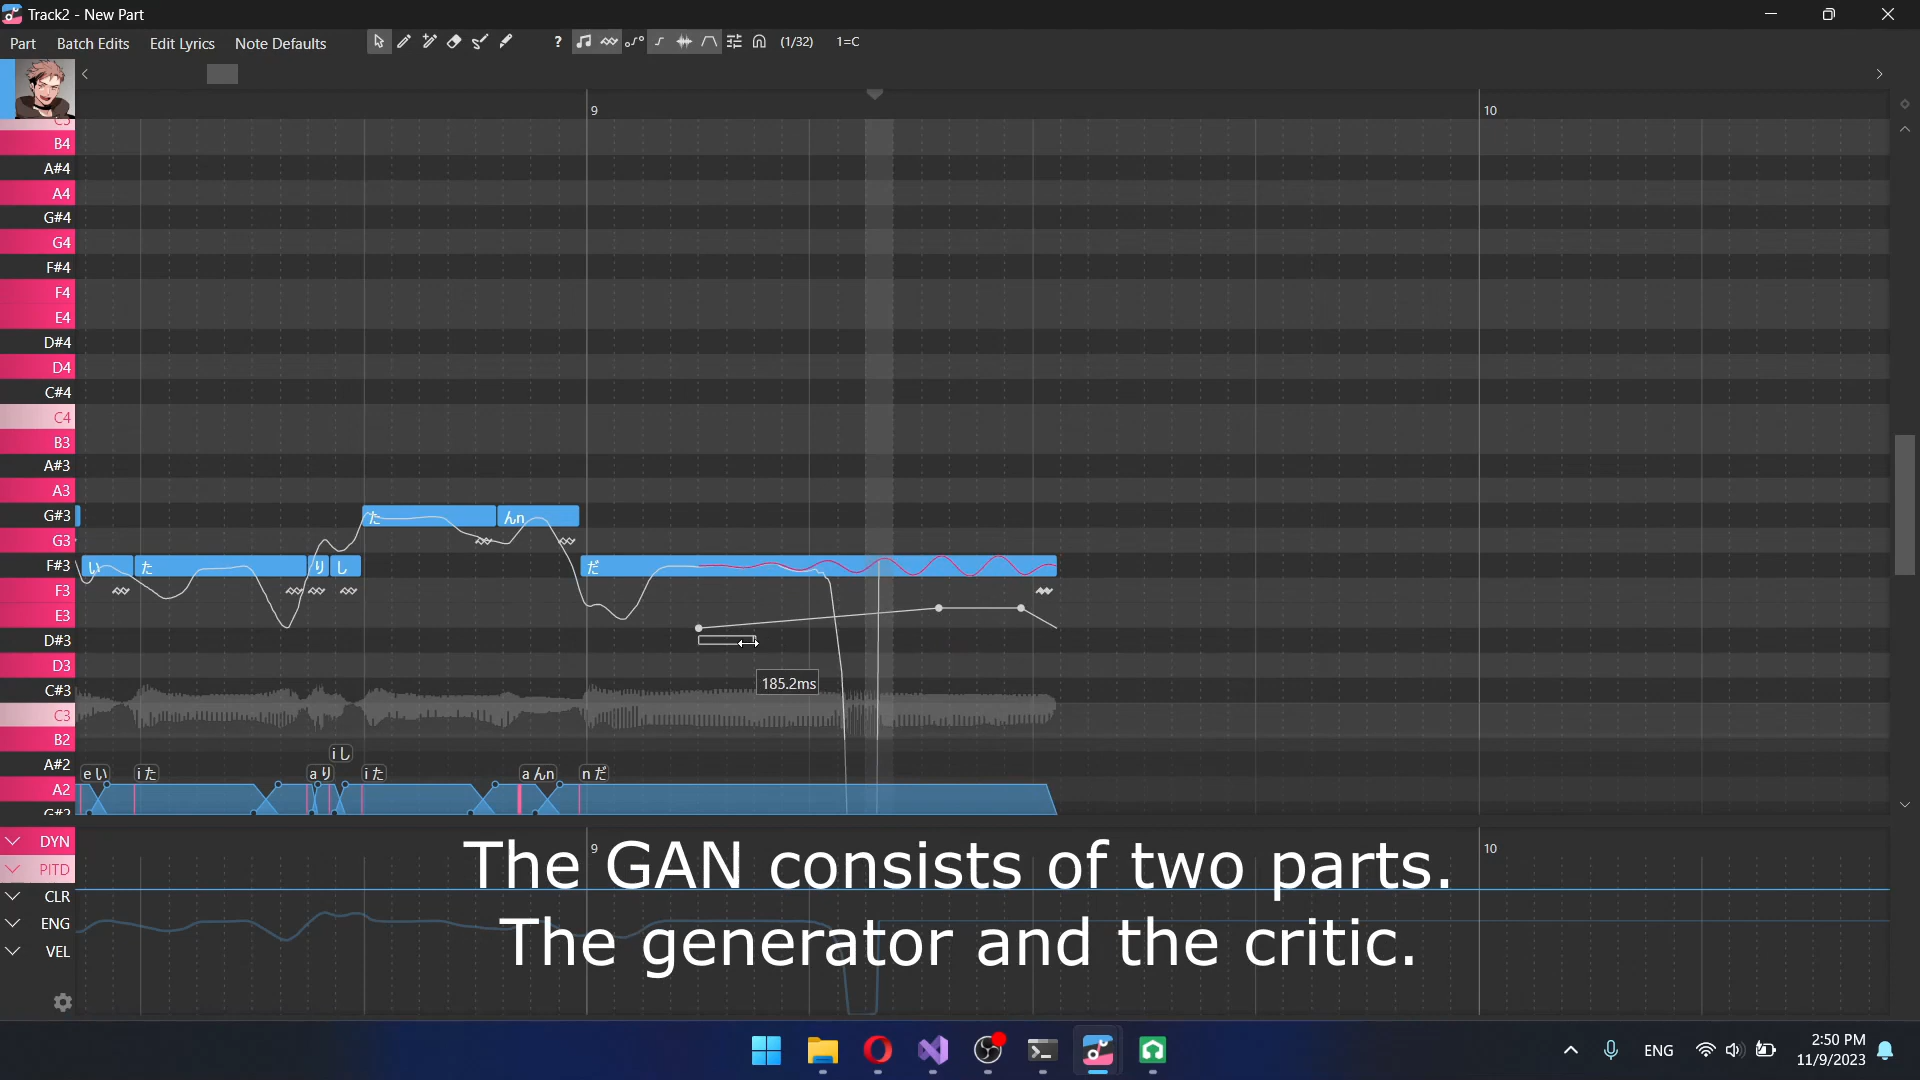 Track2 - New Part
Part Batch Edits Edit Lyrics Note Defaults ? (1/32) 1=C
9 10
B4
A#4
A4
G#4
G4
F#4
F4
E4
D#4
D4
C#4
C4
B3
A#3
A3
G#3 た んn
G3
F#3 い た り し だ
F3
E3
D#3
D3
185.2ms
C#3
C3
B2
i し
A#2
e い i た a り i た a んn n だ
A2
G#2
DYN
9 10
PITD
CLR
ENG
VEL
The GAN consists of two parts.
The generator and the critic.
ENG
2:50 PM
11/9/2023